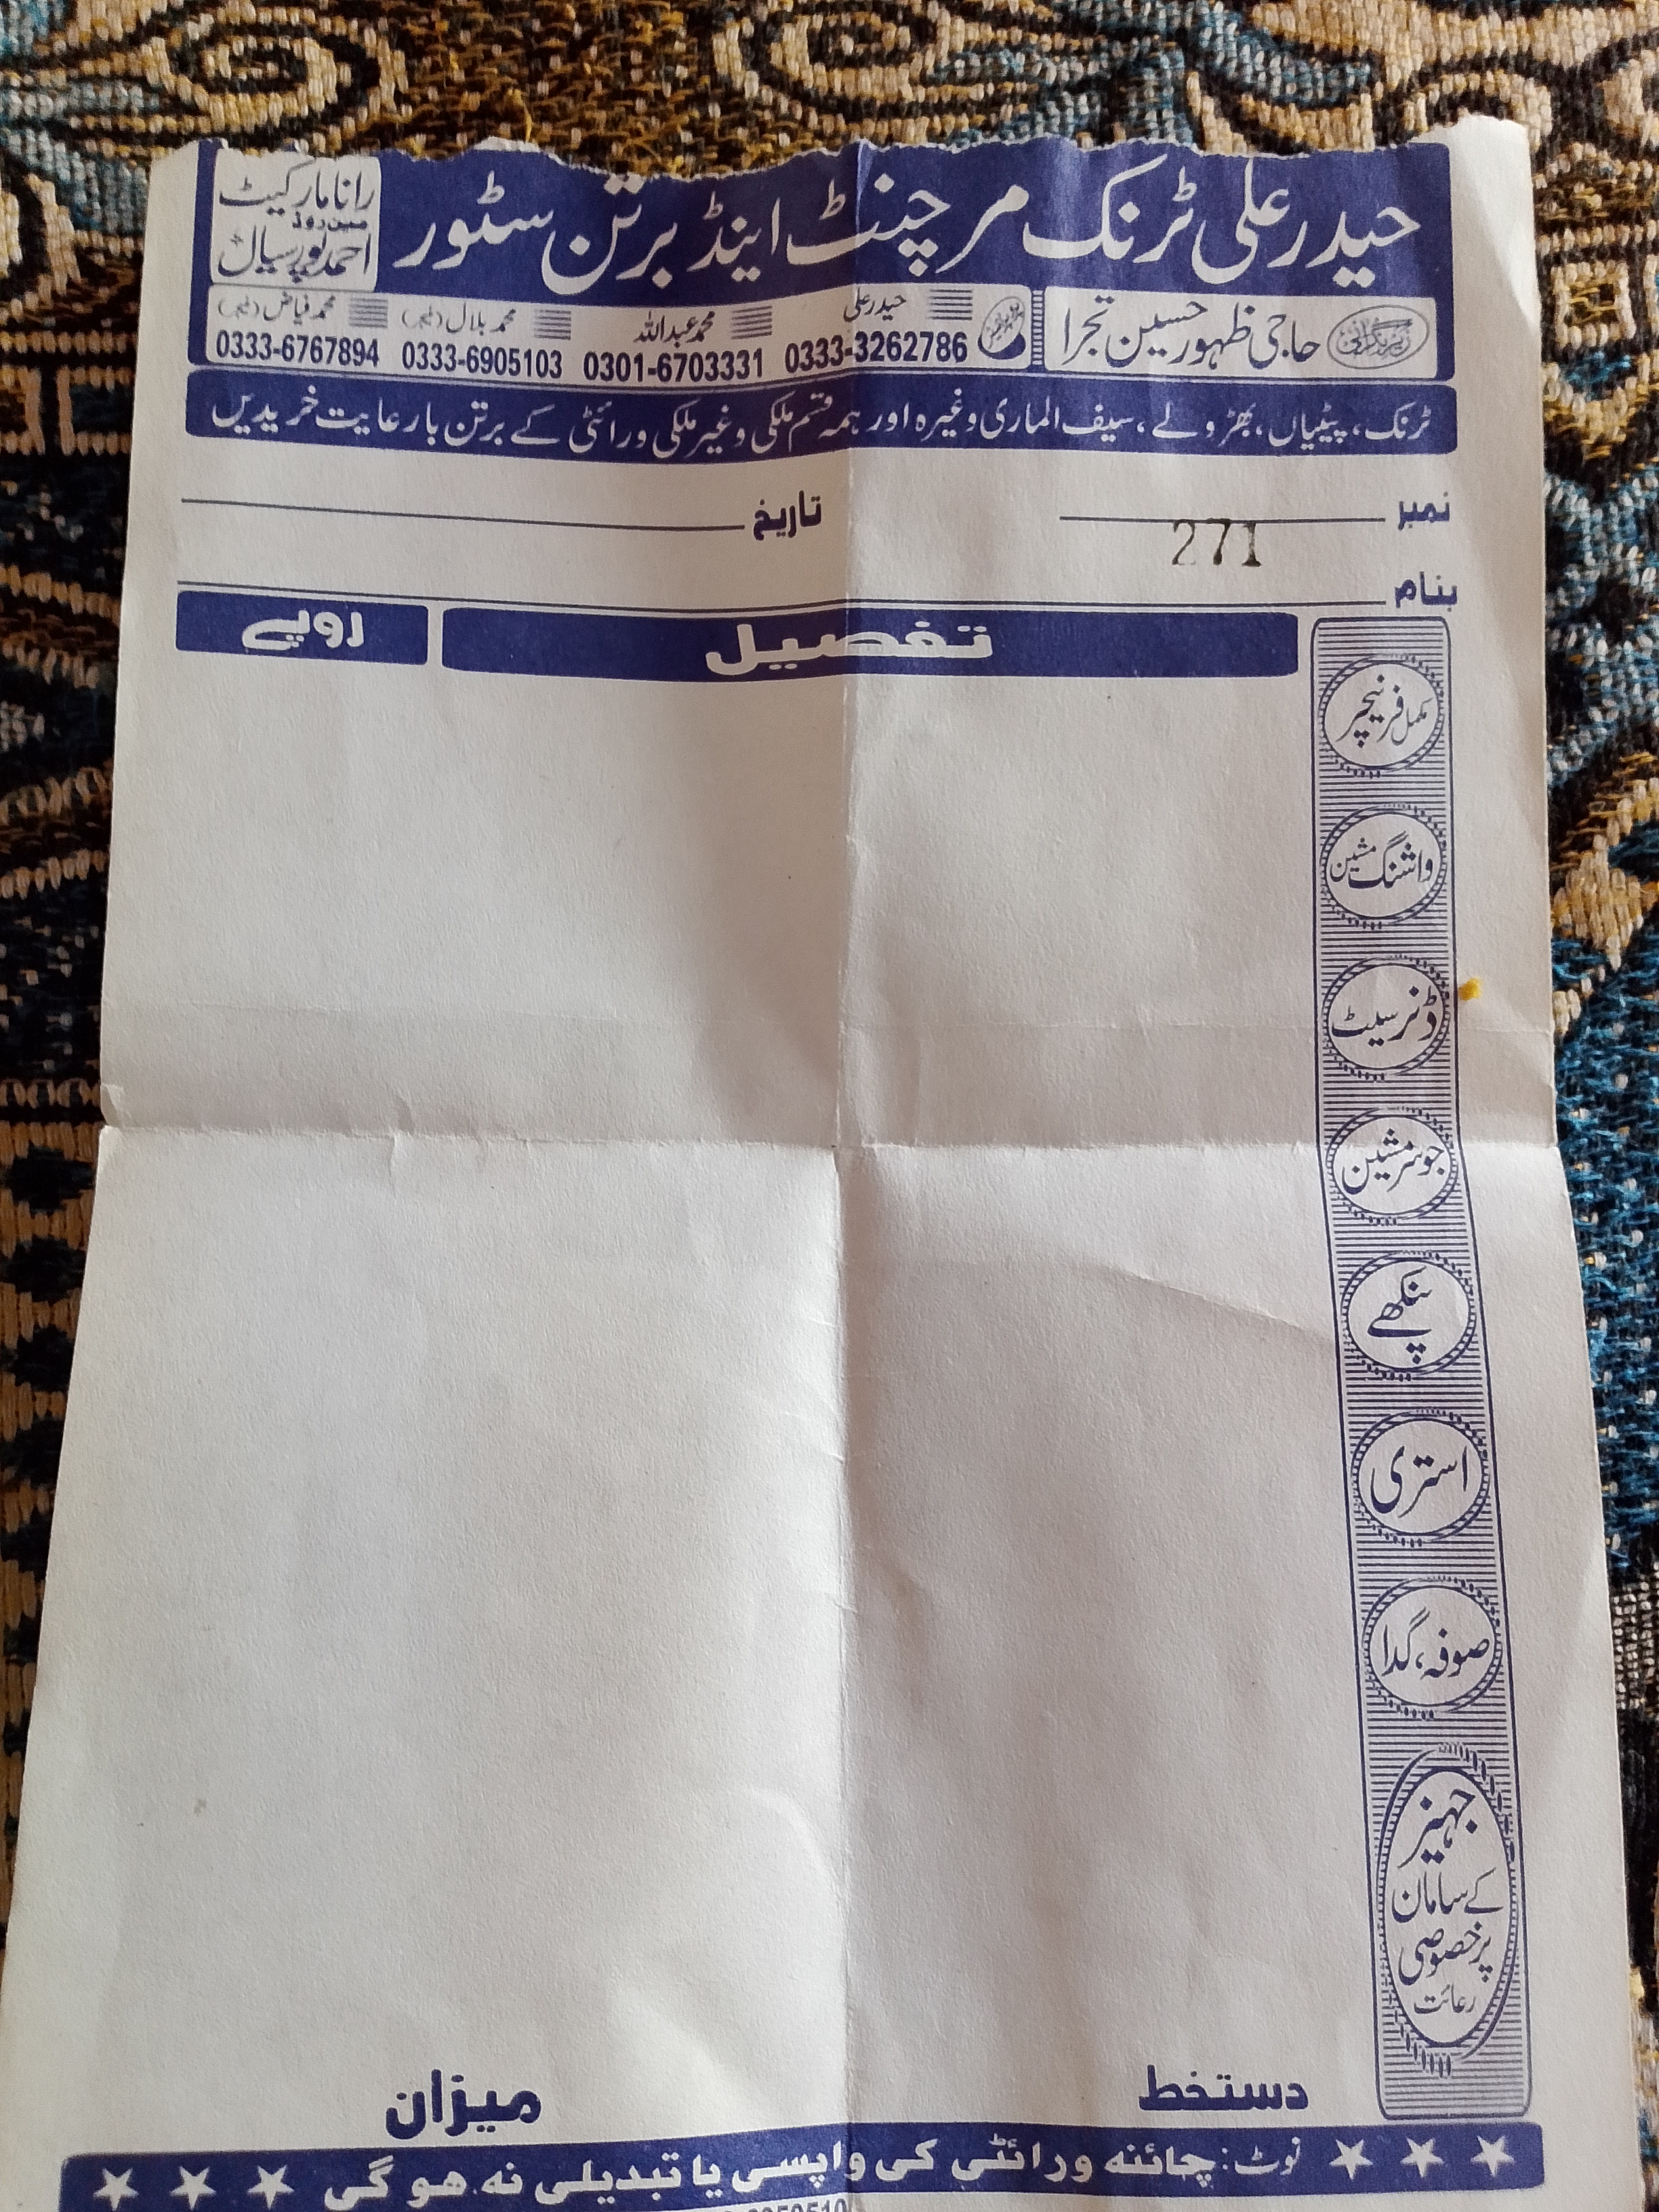 حیدر علی ٹرنک مرچنٹ اینڈ برتن سٹور
رانا مارکیٹ
مین روڈ
احمد پور سیال
زیر نگرانی
حاجی ظہور حسین تجرا
حیدر علی
0333-3262786
محمد عبداللہ
0301-6703331
محمد بلال (ٹیلر)
0333-6905103
محمد فیاض (ٹیلر)
0333-6767894
ٹرنک، پیٹیاں، بھڑولے، سیف الماری وغیرہ اور ہمہ قسم ملکی وغیر ملکی ورائٹی کے برتن بارعایت خریدیں
نمبر
271
تاریخ
بنام
تفصیل
روپے
مکمل فرنیچر
واشنگ مشین
ڈنر سیٹ
جوسر مشین
پنکھے
استری
صوفہ، گدا
جہیز
کے سامان
پر خصوصی
رعائت
دستخط
میزان
نوٹ: چائنہ ورائٹی کی واپسی یا تبدیلی نہ ھو گی